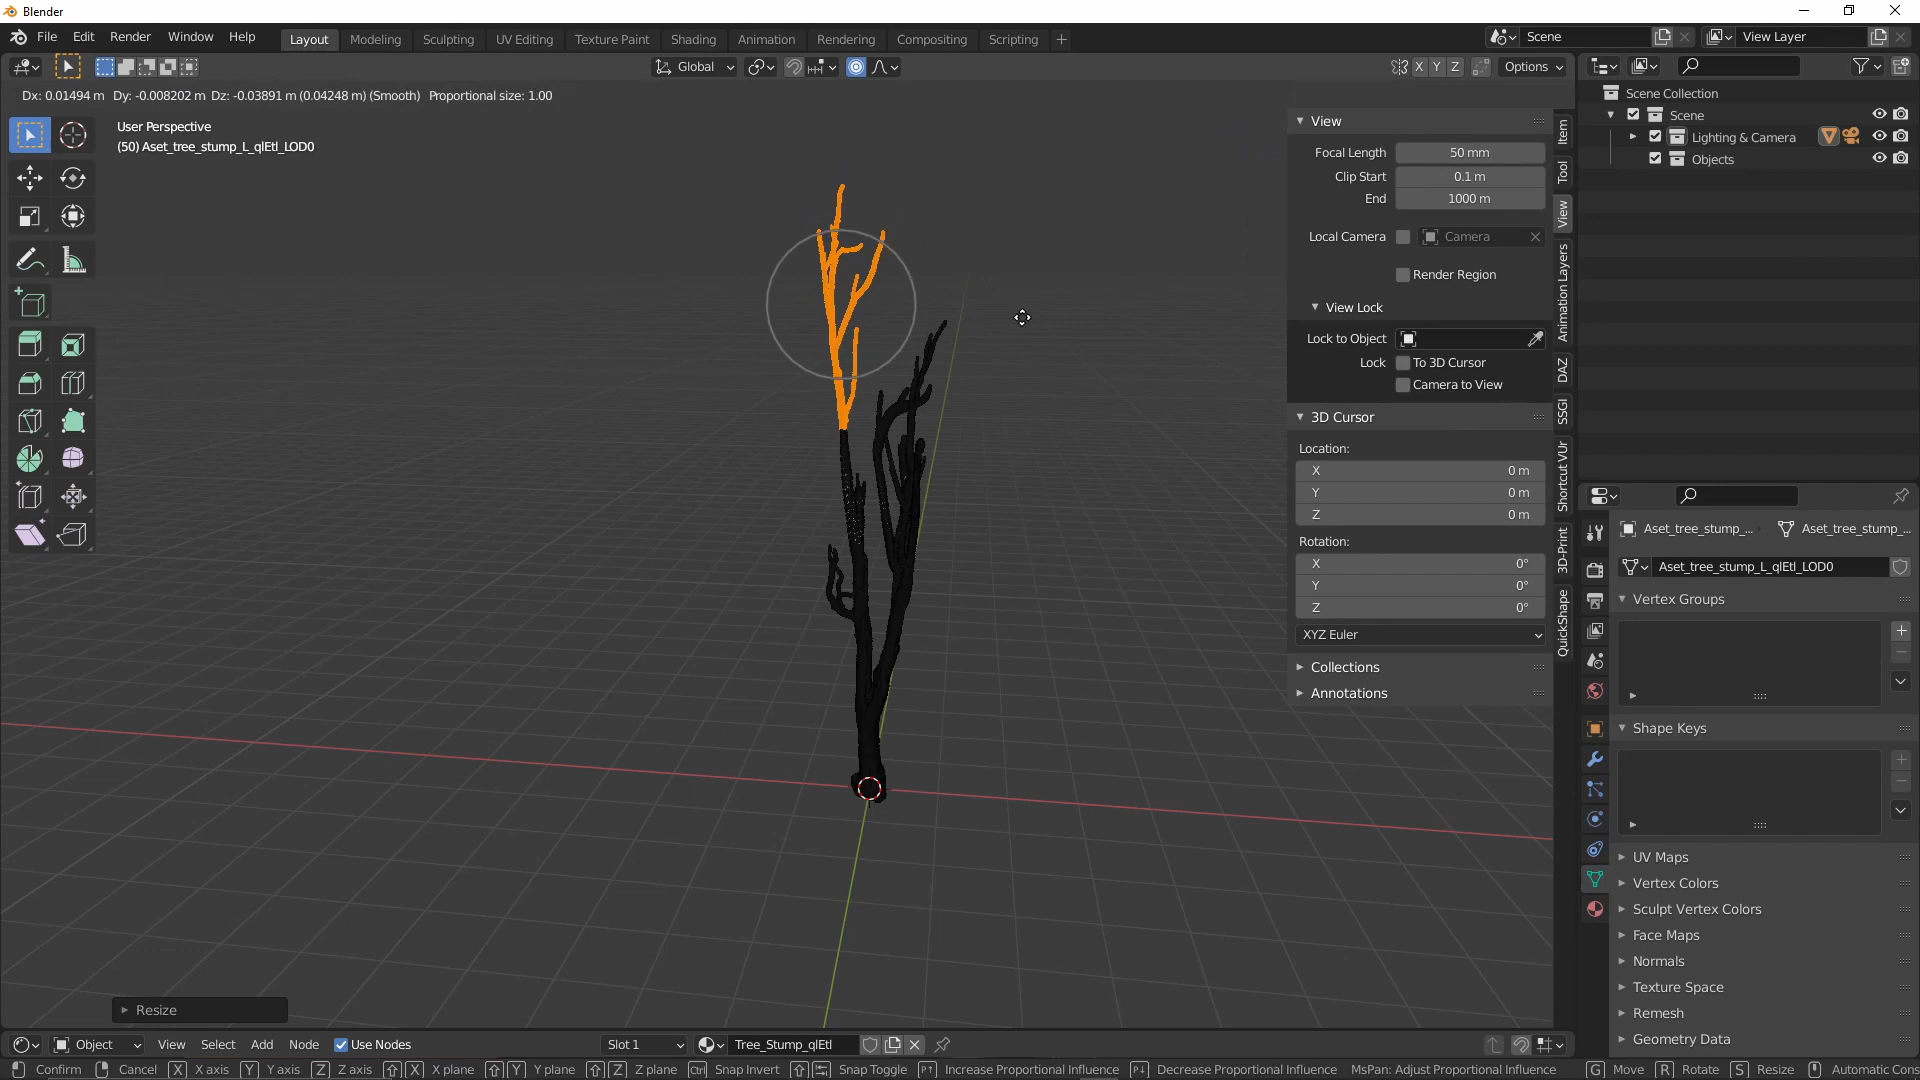 Blender
File Edit Render Window Help
Layout Modeling Sculpting UV Editing Texture Paint Shading Animation Rendering Compositing Scripting +
Scene
View Layer
Global
X Y Z
Options
Dx: 0.01494 m Dy: -0.008202 m Dz: -0.03891 m (0.04248 m) (Smooth) Proportional size: 1.00
User Perspective
(50) Aset_tree_stump_L_qlEtl_LOD0
View
Focal Length 50 mm
Clip Start 0.1 m
End 1000 m
Local Camera Camera
Render Region
View Lock
Lock to Object
Lock To 3D Cursor
Camera to View
3D Cursor
Location:
X 0 m
Y 0 m
Z 0 m
Rotation:
X 0°
Y 0°
Z 0°
XYZ Euler
Collections
Annotations
Item
Tool
View
Animation Layers
DAZ
SSGI
Shortcut VUr
3D-Print
QuickShape
Scene Collection
Scene
Lighting & Camera
Objects
Aset_tree_stump_... Aset_tree_stump_...
Aset_tree_stump_L_qlEtl_LOD0
Vertex Groups
Shape Keys
UV Maps
Vertex Colors
Sculpt Vertex Colors
Face Maps
Normals
Texture Space
Remesh
Geometry Data
Resize
Object View Select Add Node Use Nodes Slot 1 Tree_Stump_qlEtl
Confirm Cancel X X axis Y Y axis Z Z axis X X plane Y Y plane Z Z plane Ctrl Snap Invert Snap Toggle Increase Proportional Influence Decrease Proportional Influence MsPan: Adjust Proportional Influence G Move R Rotate S Resize Automatic Cons